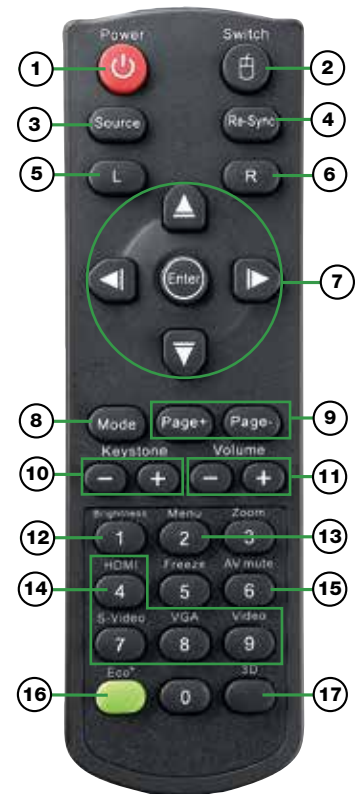 Power Switch
1 2
3 Source Re-Sync 4
5 L R 6
Enter 7
8 Mode Page+ Page- 9
Keystone Volume
10 − + − + 11
Brightness Menu Zoom
12 1 2 3 13
HDMI Freeze AV mute
14 4 5 6 15
S-Video VGA Video
7 8 9
Eco+ 3D
16 0 17